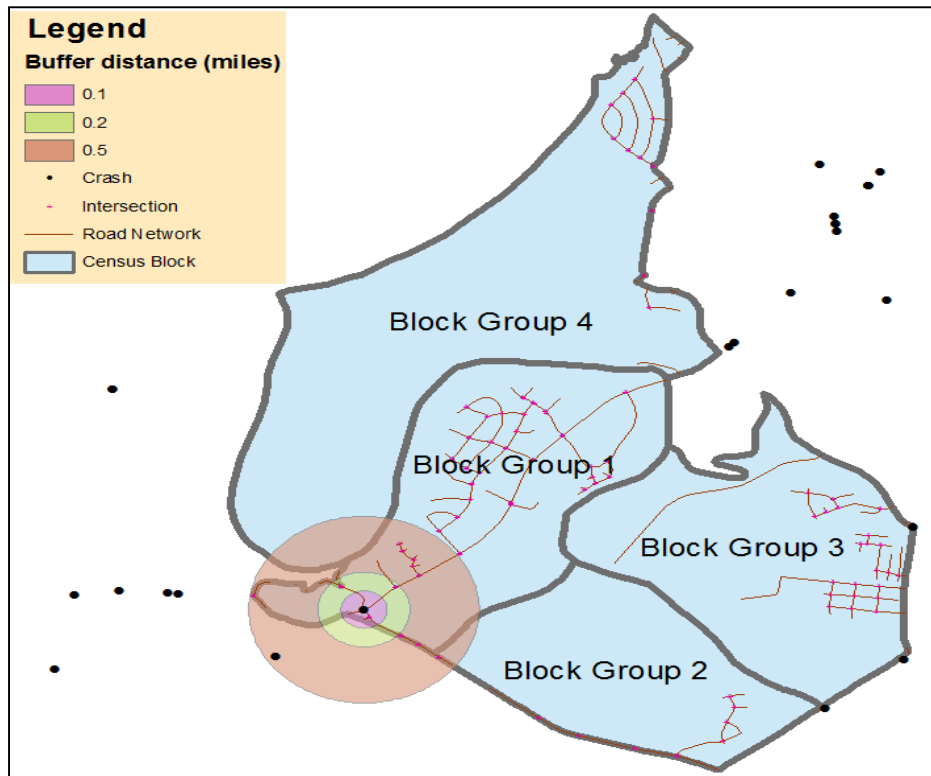 Legend
Buffer distance (miles)
0.1
0.2
0.5
Crash
Intersection
Road Network
Census Block
Block Group 4
Block Group 1
Block Group 3
Block Group 2